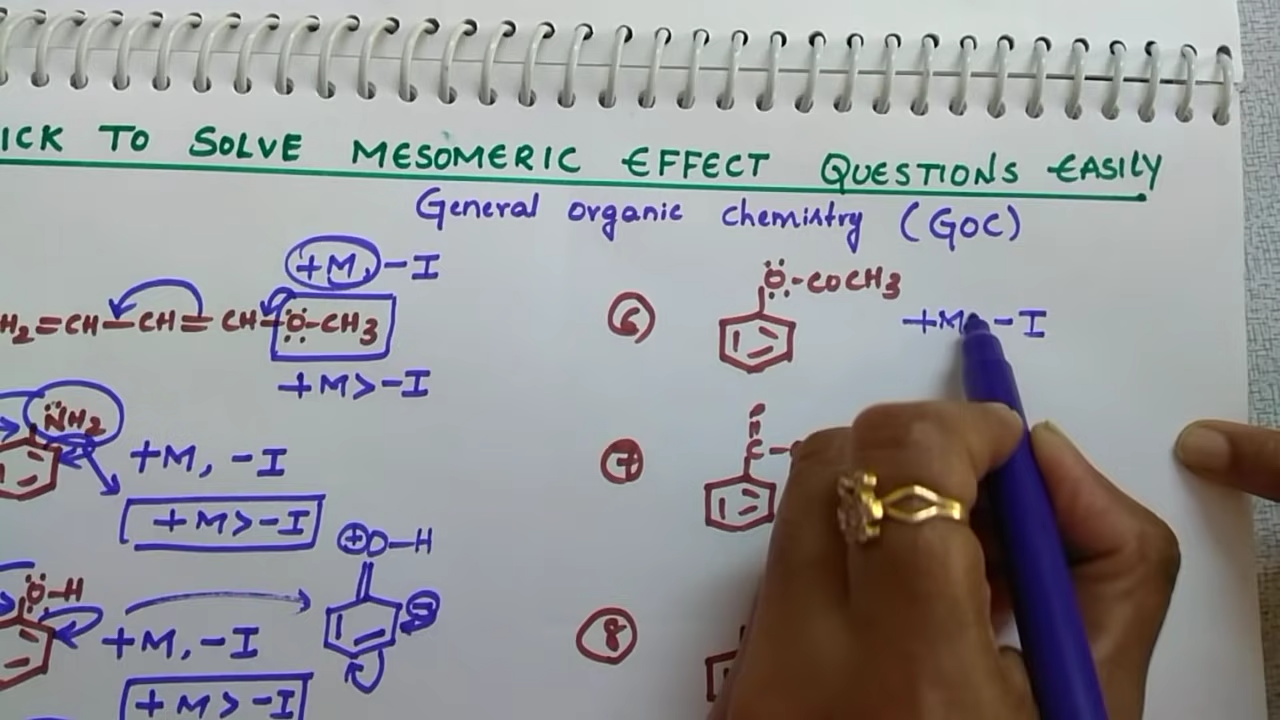 TO SOLVE MESOMERIC EFFECT QUESTIONS EASILY
General organic chemistry (GOC)
+M, -I
H2=CH-CH=CH-O-CH3
+M>-I
NH2
+M, -I
+M>-I
O-H
+M, -I
+M>-I
⊕O-H
⊖
6
O-COCH3
+M -I
7
C-
8